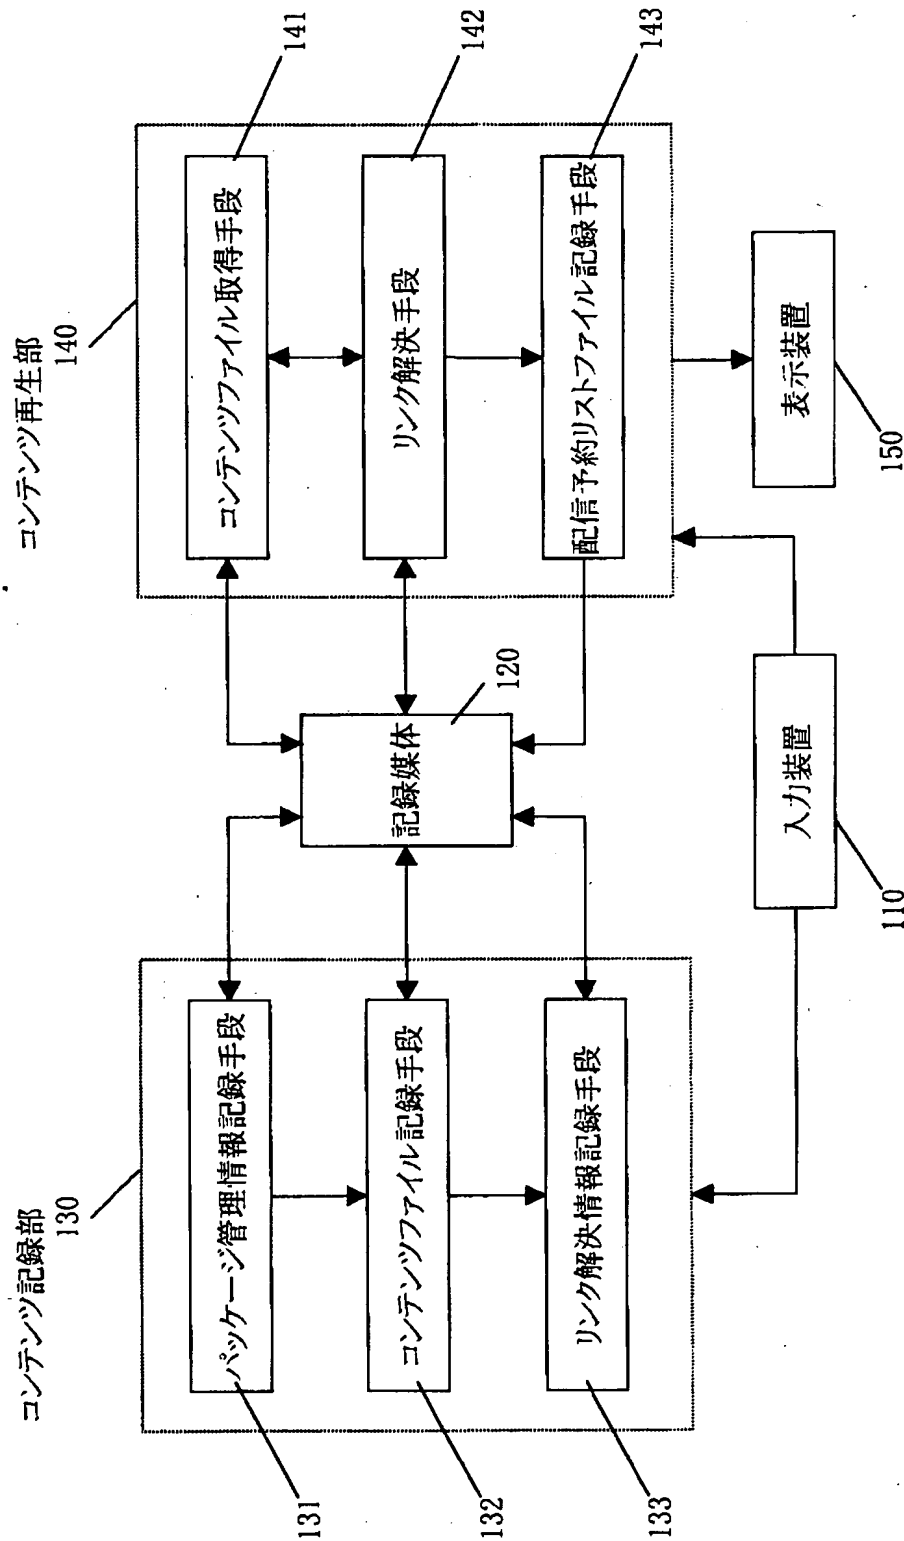 コンテンツ記録部
130
パッケージ管理情報記録手段
131
コンテンツファイル記録手段
132
リンク解決情報記録手段
133
記録媒体
120
コンテンツ再生部
140
コンテンツファイル取得手段
141
リンク解決手段
142
配信予約リストファイル記録手段
143
入力装置
110
表示装置
150